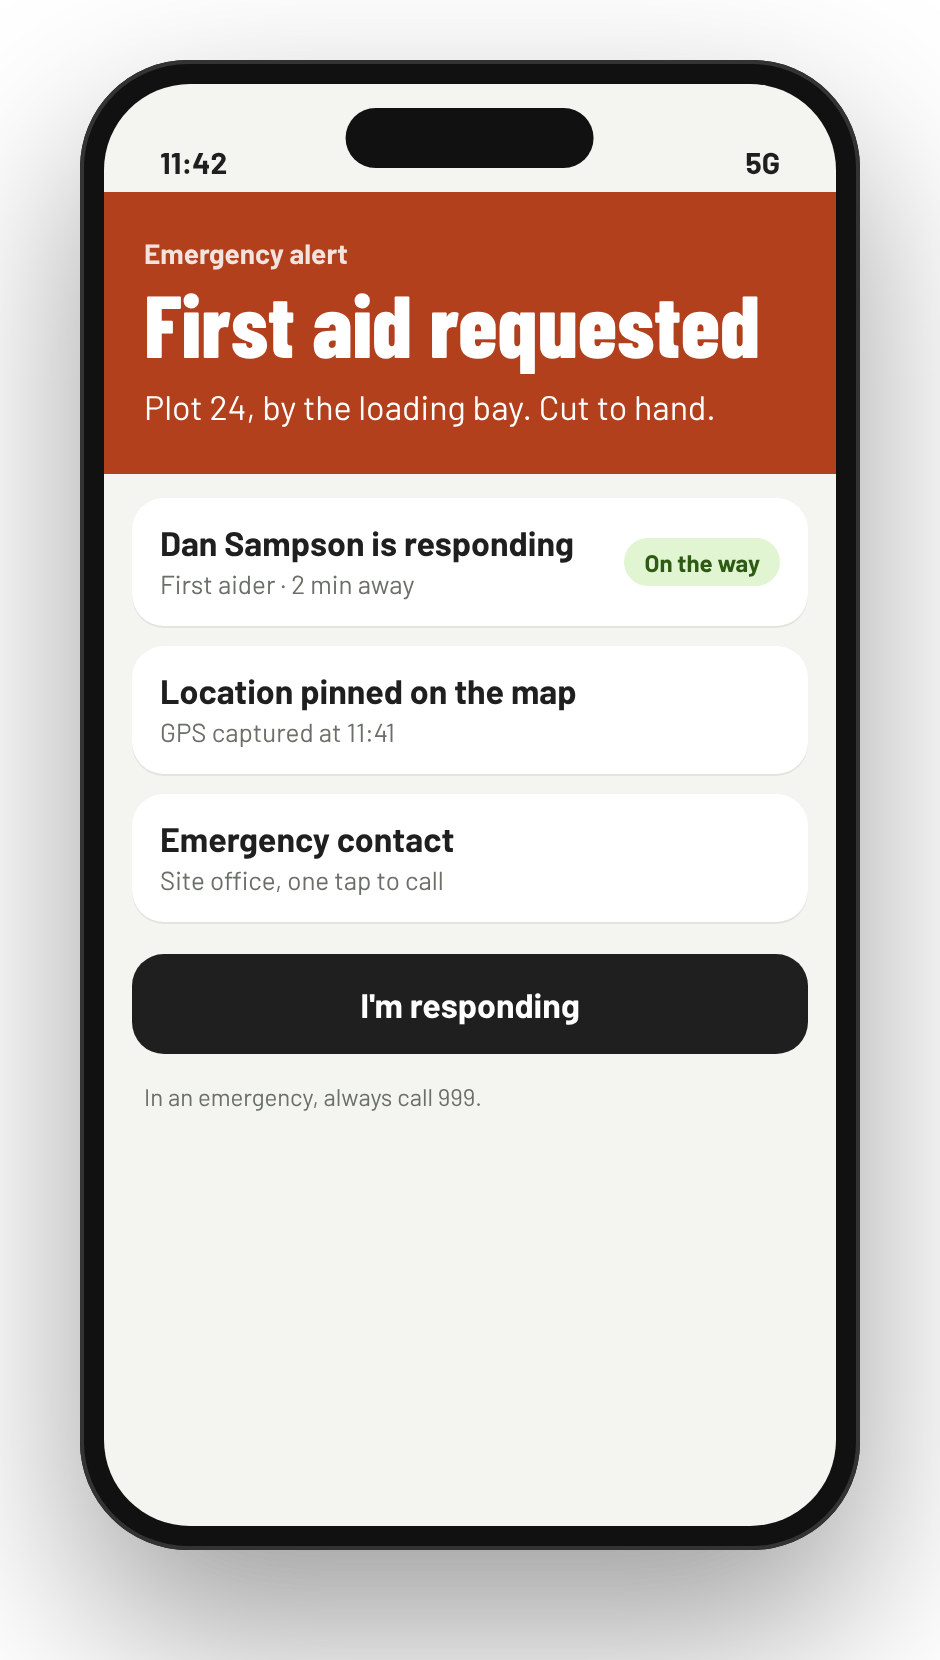 11:42
5G
Emergency alert
First aid requested
Plot 24, by the loading bay. Cut to hand.
Dan Sampson is responding
First aider · 2 min away
On the way
Location pinned on the map
GPS captured at 11:41
Emergency contact
Site office, one tap to call
I'm responding
In an emergency, always call 999.